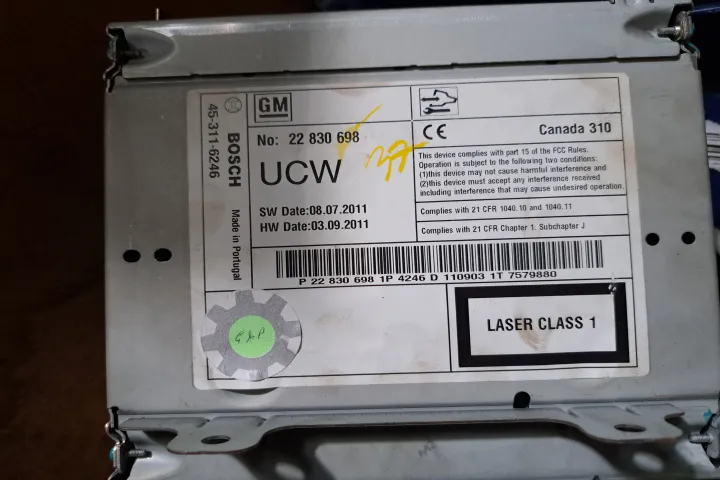 45-311-6246
BOSCH
Made in Portugal
GM
No: 22 830 698
UCW
SW Date:08.07.2011
HW Date:03.09.2011
CE
Canada 310
This device complies with part 15 of the FCC Rules.
Operation is subject to the following two conditions:
(1)this device may not cause harmful interference and
(2)this device must accept any interference received
including interference that may cause undesired operation.
Complies with 21 CFR 1040.10 and 1040.11
Complies with 21 CFR Chapter 1. Subchapter J
P 22 830 698 1P 4246 D 110903 1T 7579880
LASER CLASS 1